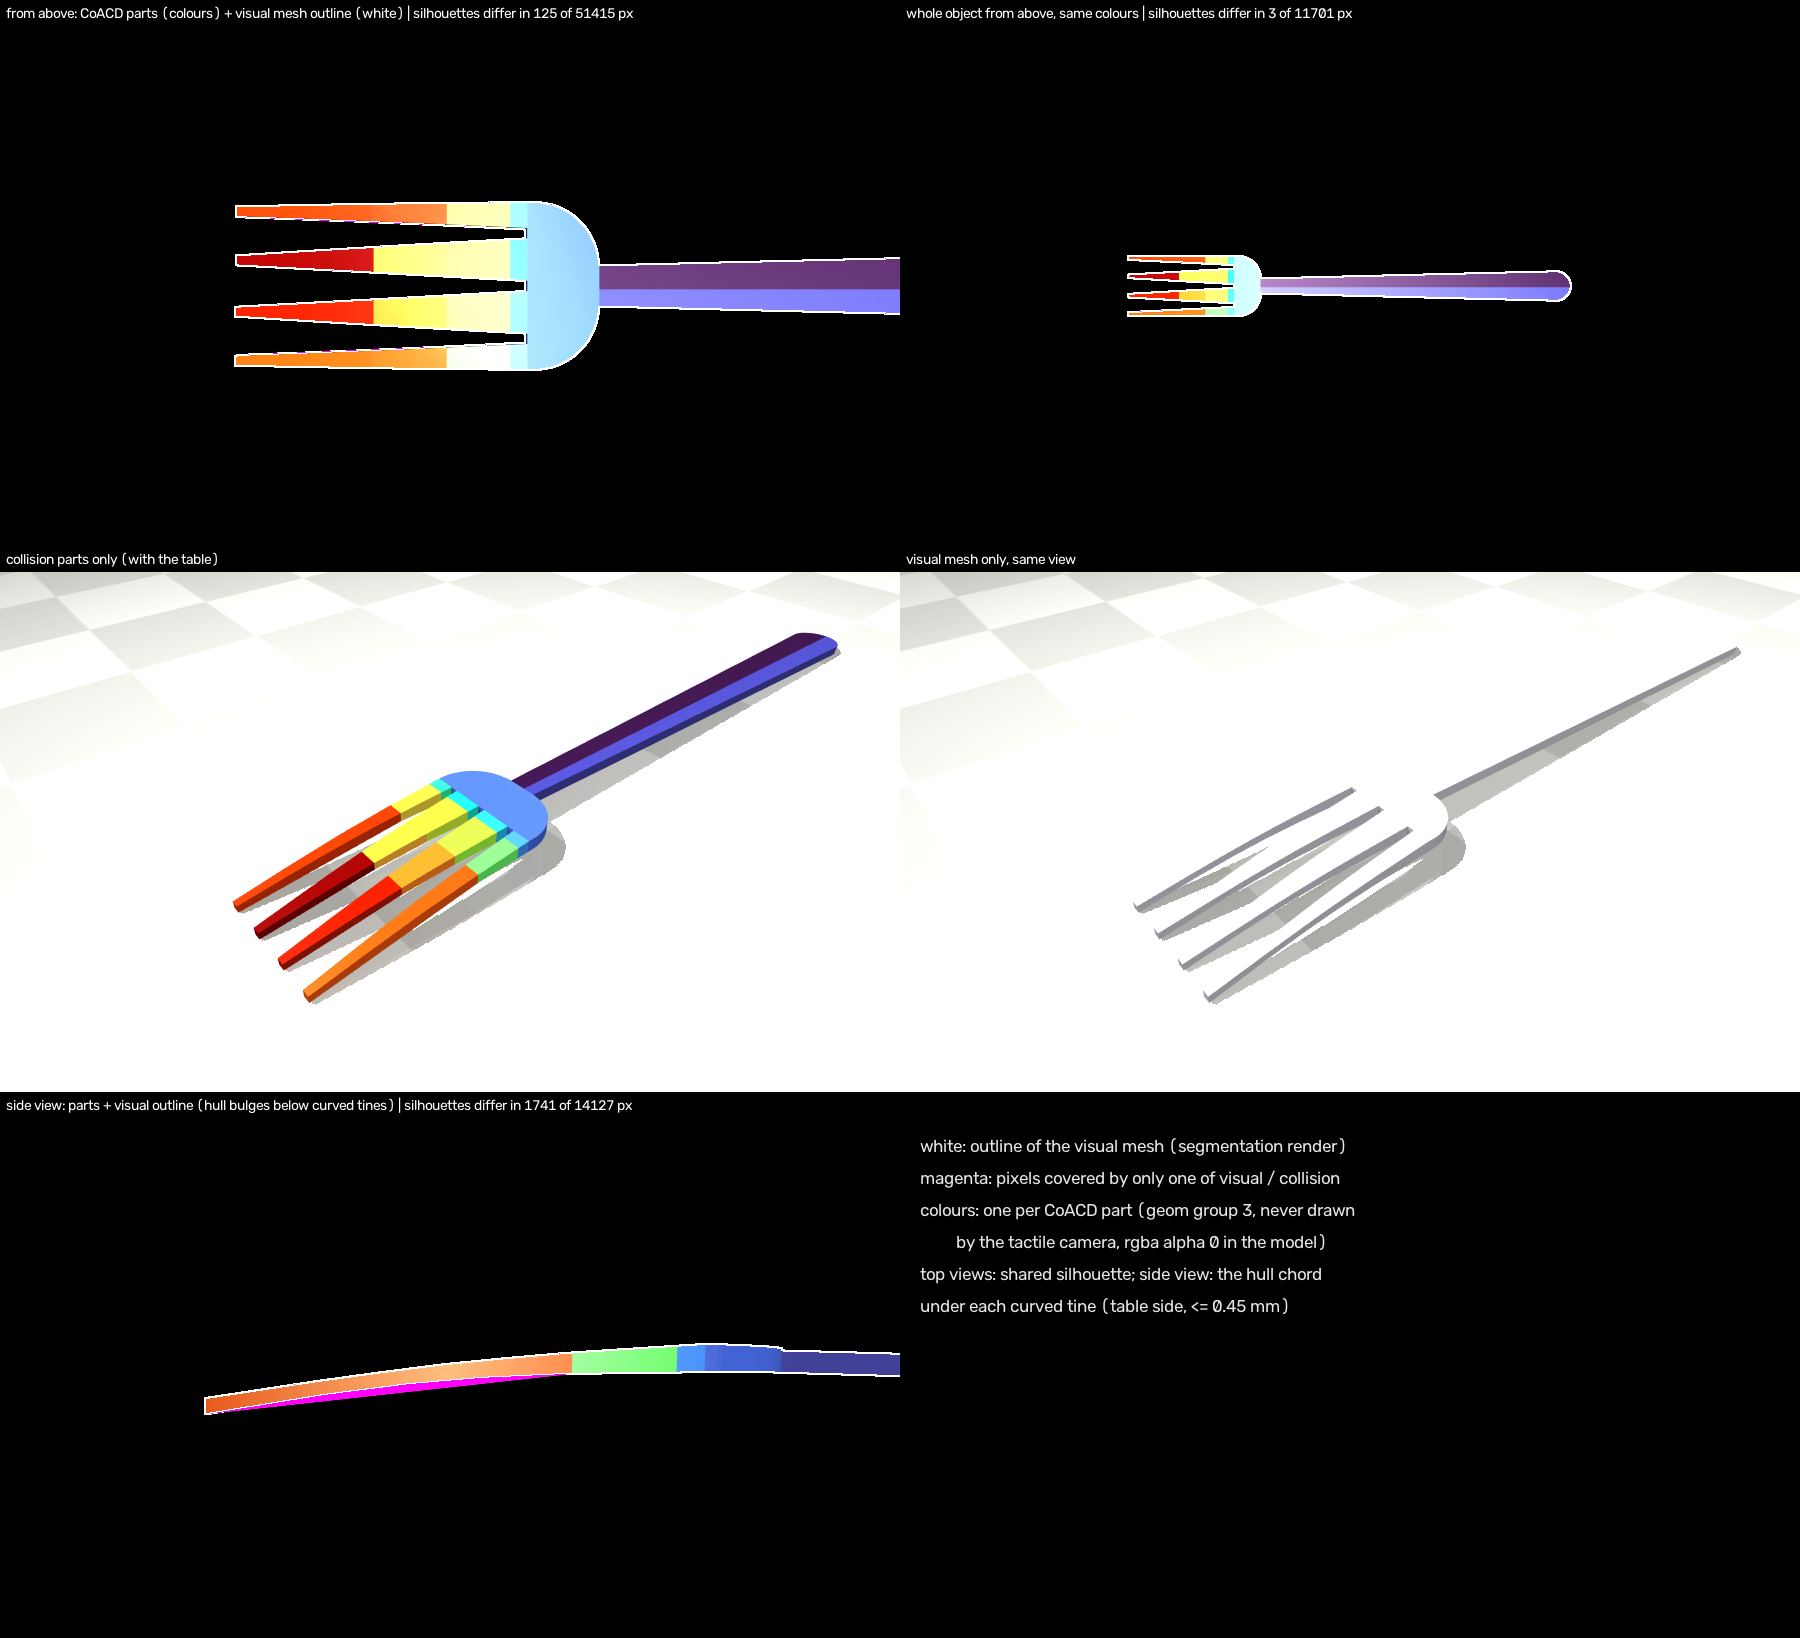 from above: CoACD parts (colours) + visual mesh outline (white) | silhouettes differ in 125 of 51415 px
whole object from above, same colours | silhouettes differ in 3 of 11701 px
collision parts only (with the table)
visual mesh only, same view
side view: parts + visual outline (hull bulges below curved tines) | silhouettes differ in 1741 of 14127 px
white: outline of the visual mesh (segmentation render)
magenta: pixels covered by only one of visual / collision
colours: one per CoACD part (geom group 3, never drawn
by the tactile camera, rgba alpha 0 in the model)
top views: shared silhouette; side view: the hull chord
under each curved tine (table side, <= 0.45 mm)